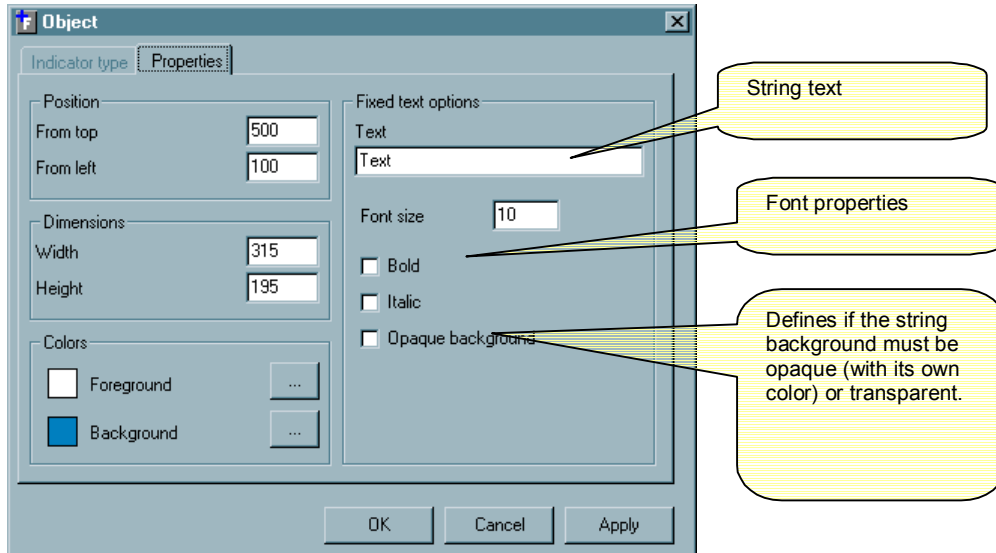 Object
Indicator type Properties
Position
From top 500
From left 100
Dimensions
Width 315
Height 195
Colors
Foreground ...
Background ...
Fixed text options
Text
Text
Font size 10
Bold
Italic
Opaque background
OK Cancel Apply
String text
Font properties
Defines if the string
background must be
opaque (with its own
color) or transparent.